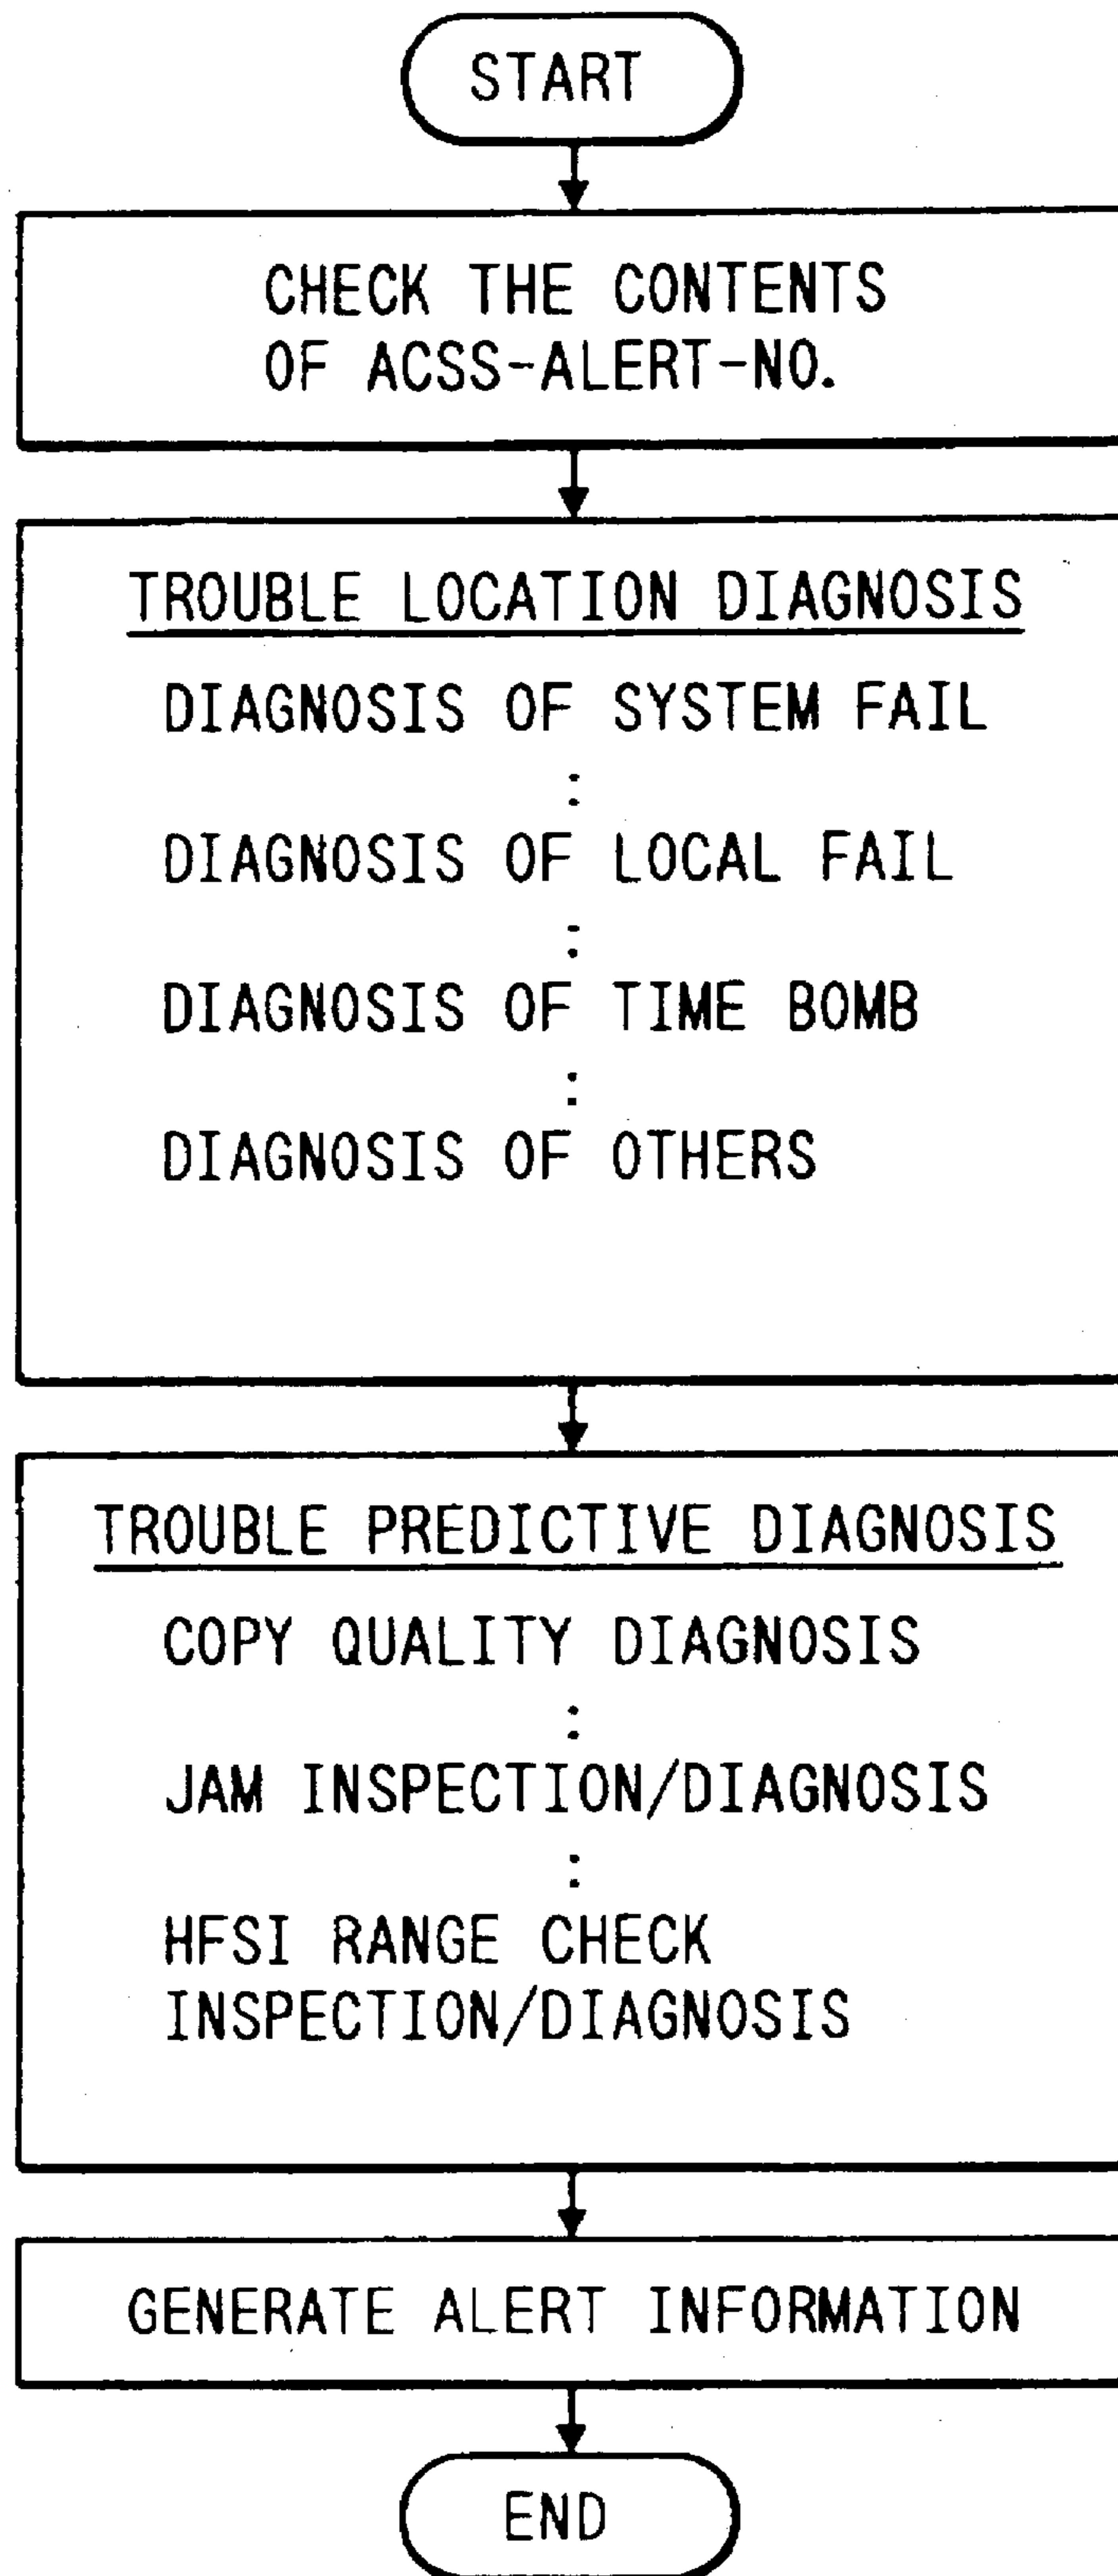 START
CHECK THE CONTENTS
OF ACSS-ALERT-NO.
TROUBLE LOCATION DIAGNOSIS
DIAGNOSIS OF SYSTEM FAIL
:
DIAGNOSIS OF LOCAL FAIL
:
DIAGNOSIS OF TIME BOMB
:
DIAGNOSIS OF OTHERS
TROUBLE PREDICTIVE DIAGNOSIS
COPY QUALITY DIAGNOSIS
:
JAM INSPECTION/DIAGNOSIS
:
HFSI RANGE CHECK
INSPECTION/DIAGNOSIS
GENERATE ALERT INFORMATION
END